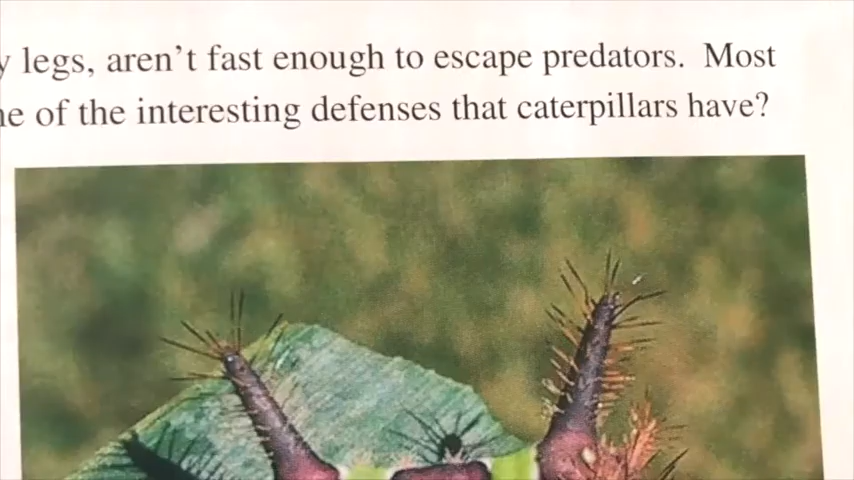 legs, aren't fast enough to escape predators. Most
of the interesting defenses that caterpillars have?